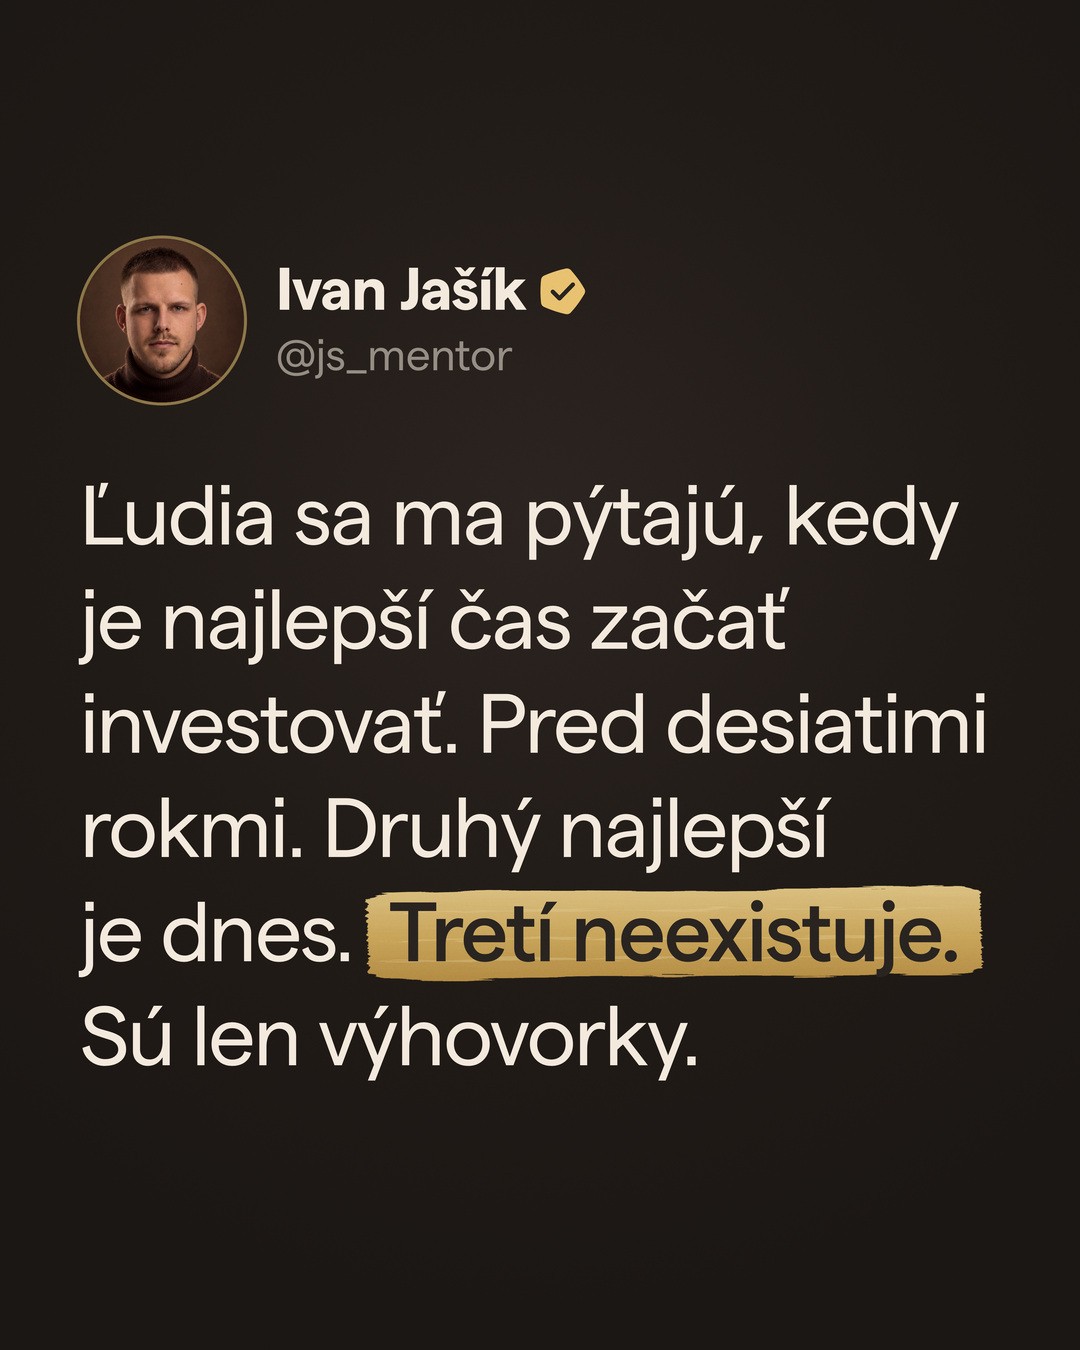 Ivan Jašík
@js_mentor
Ľudia sa ma pýtajú, kedy
je najlepší čas začať
investovať. Pred desiatimi
rokmi. Druhý najlepší
je dnes. Tretí neexistuje.
Sú len výhovorky.